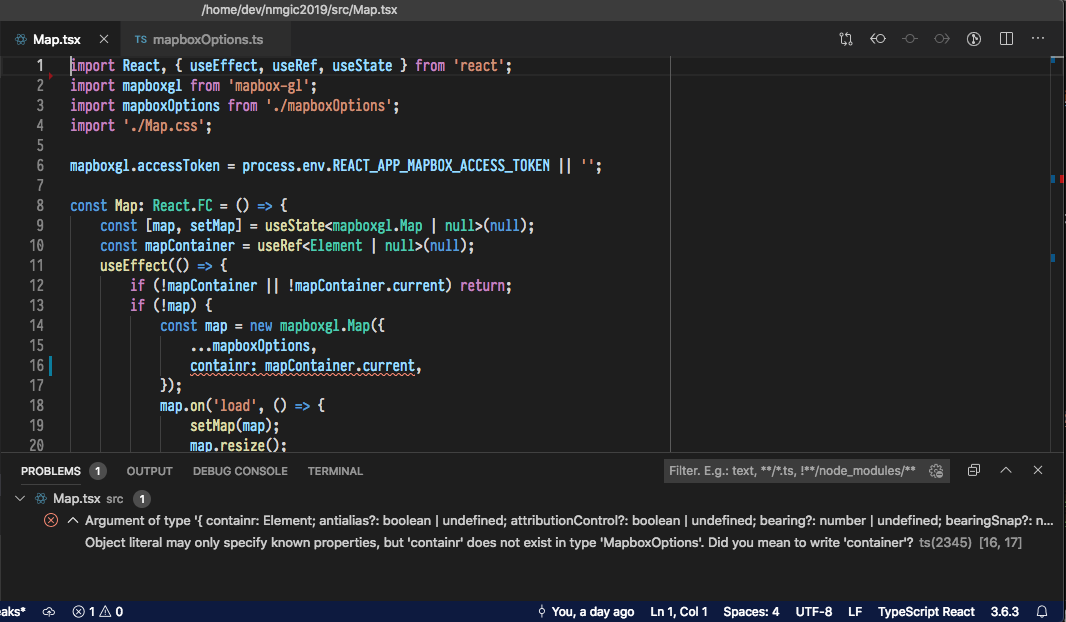 /home/dev/nmgic2019/src/Map.tsx
Map.tsx
TS mapboxOptions.ts
1 import React, { useEffect, useRef, useState } from 'react';
2 import mapboxgl from 'mapbox-gl';
3 import mapboxOptions from './mapboxOptions';
4 import './Map.css';
5
6 mapboxgl.accessToken = process.env.REACT_APP_MAPBOX_ACCESS_TOKEN || '';
7
8 const Map: React.FC = () => {
9 const [map, setMap] = useState<mapboxgl.Map | null>(null);
10 const mapContainer = useRef<Element | null>(null);
11 useEffect(() => {
12 if (!mapContainer || !mapContainer.current) return;
13 if (!map) {
14 const map = new mapboxgl.Map({
15 ...mapboxOptions,
16 containr: mapContainer.current,
17 });
18 map.on('load', () => {
19 setMap(map);
20 map.resize();
PROBLEMS 1 OUTPUT DEBUG CONSOLE TERMINAL Filter. E.g.: text, **/*.ts, !**/node_modules/**
Map.tsx src 1
Argument of type '{ containr: Element; antialias?: boolean | undefined; attributionControl?: boolean | undefined; bearing?: number | undefined; bearingSnap?: n...
Object literal may only specify known properties, but 'containr' does not exist in type 'MapboxOptions'. Did you mean to write 'container'? ts(2345) [16, 17]
eaks* 1 0 You, a day ago Ln 1, Col 1 Spaces: 4 UTF-8 LF TypeScript React 3.6.3